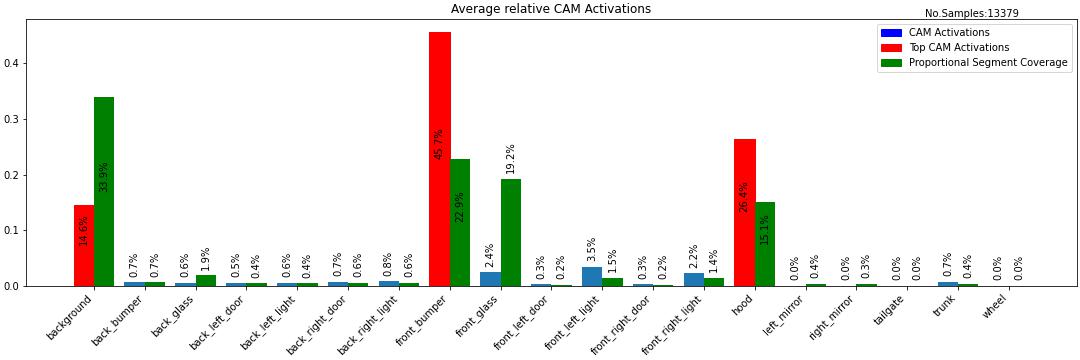 Average relative CAM Activations
No.Samples:13379
CAM Activations
Top CAM Activations
Proportional Segment Coverage
0.4
0.3
0.2
0.1
0.0
14.6%
33.9%
0.7%
0.7%
0.6%
1.9%
0.5%
0.4%
0.6%
0.4%
0.7%
0.6%
0.8%
0.6%
45.7%
22.9%
2.4%
19.2%
0.3%
0.2%
3.5%
1.5%
0.3%
0.2%
2.2%
1.4%
26.4%
15.1%
0.0%
0.4%
0.0%
0.3%
0.0%
0.0%
0.7%
0.4%
0.0%
0.0%
background
back_bumper
back_glass
back_left_door
back_left_light
back_right_door
back_right_light
front_bumper
front_glass
front_left_door
front_left_light
front_right_door
front_right_light
hood
left_mirror
right_mirror
tailgate
trunk
wheel